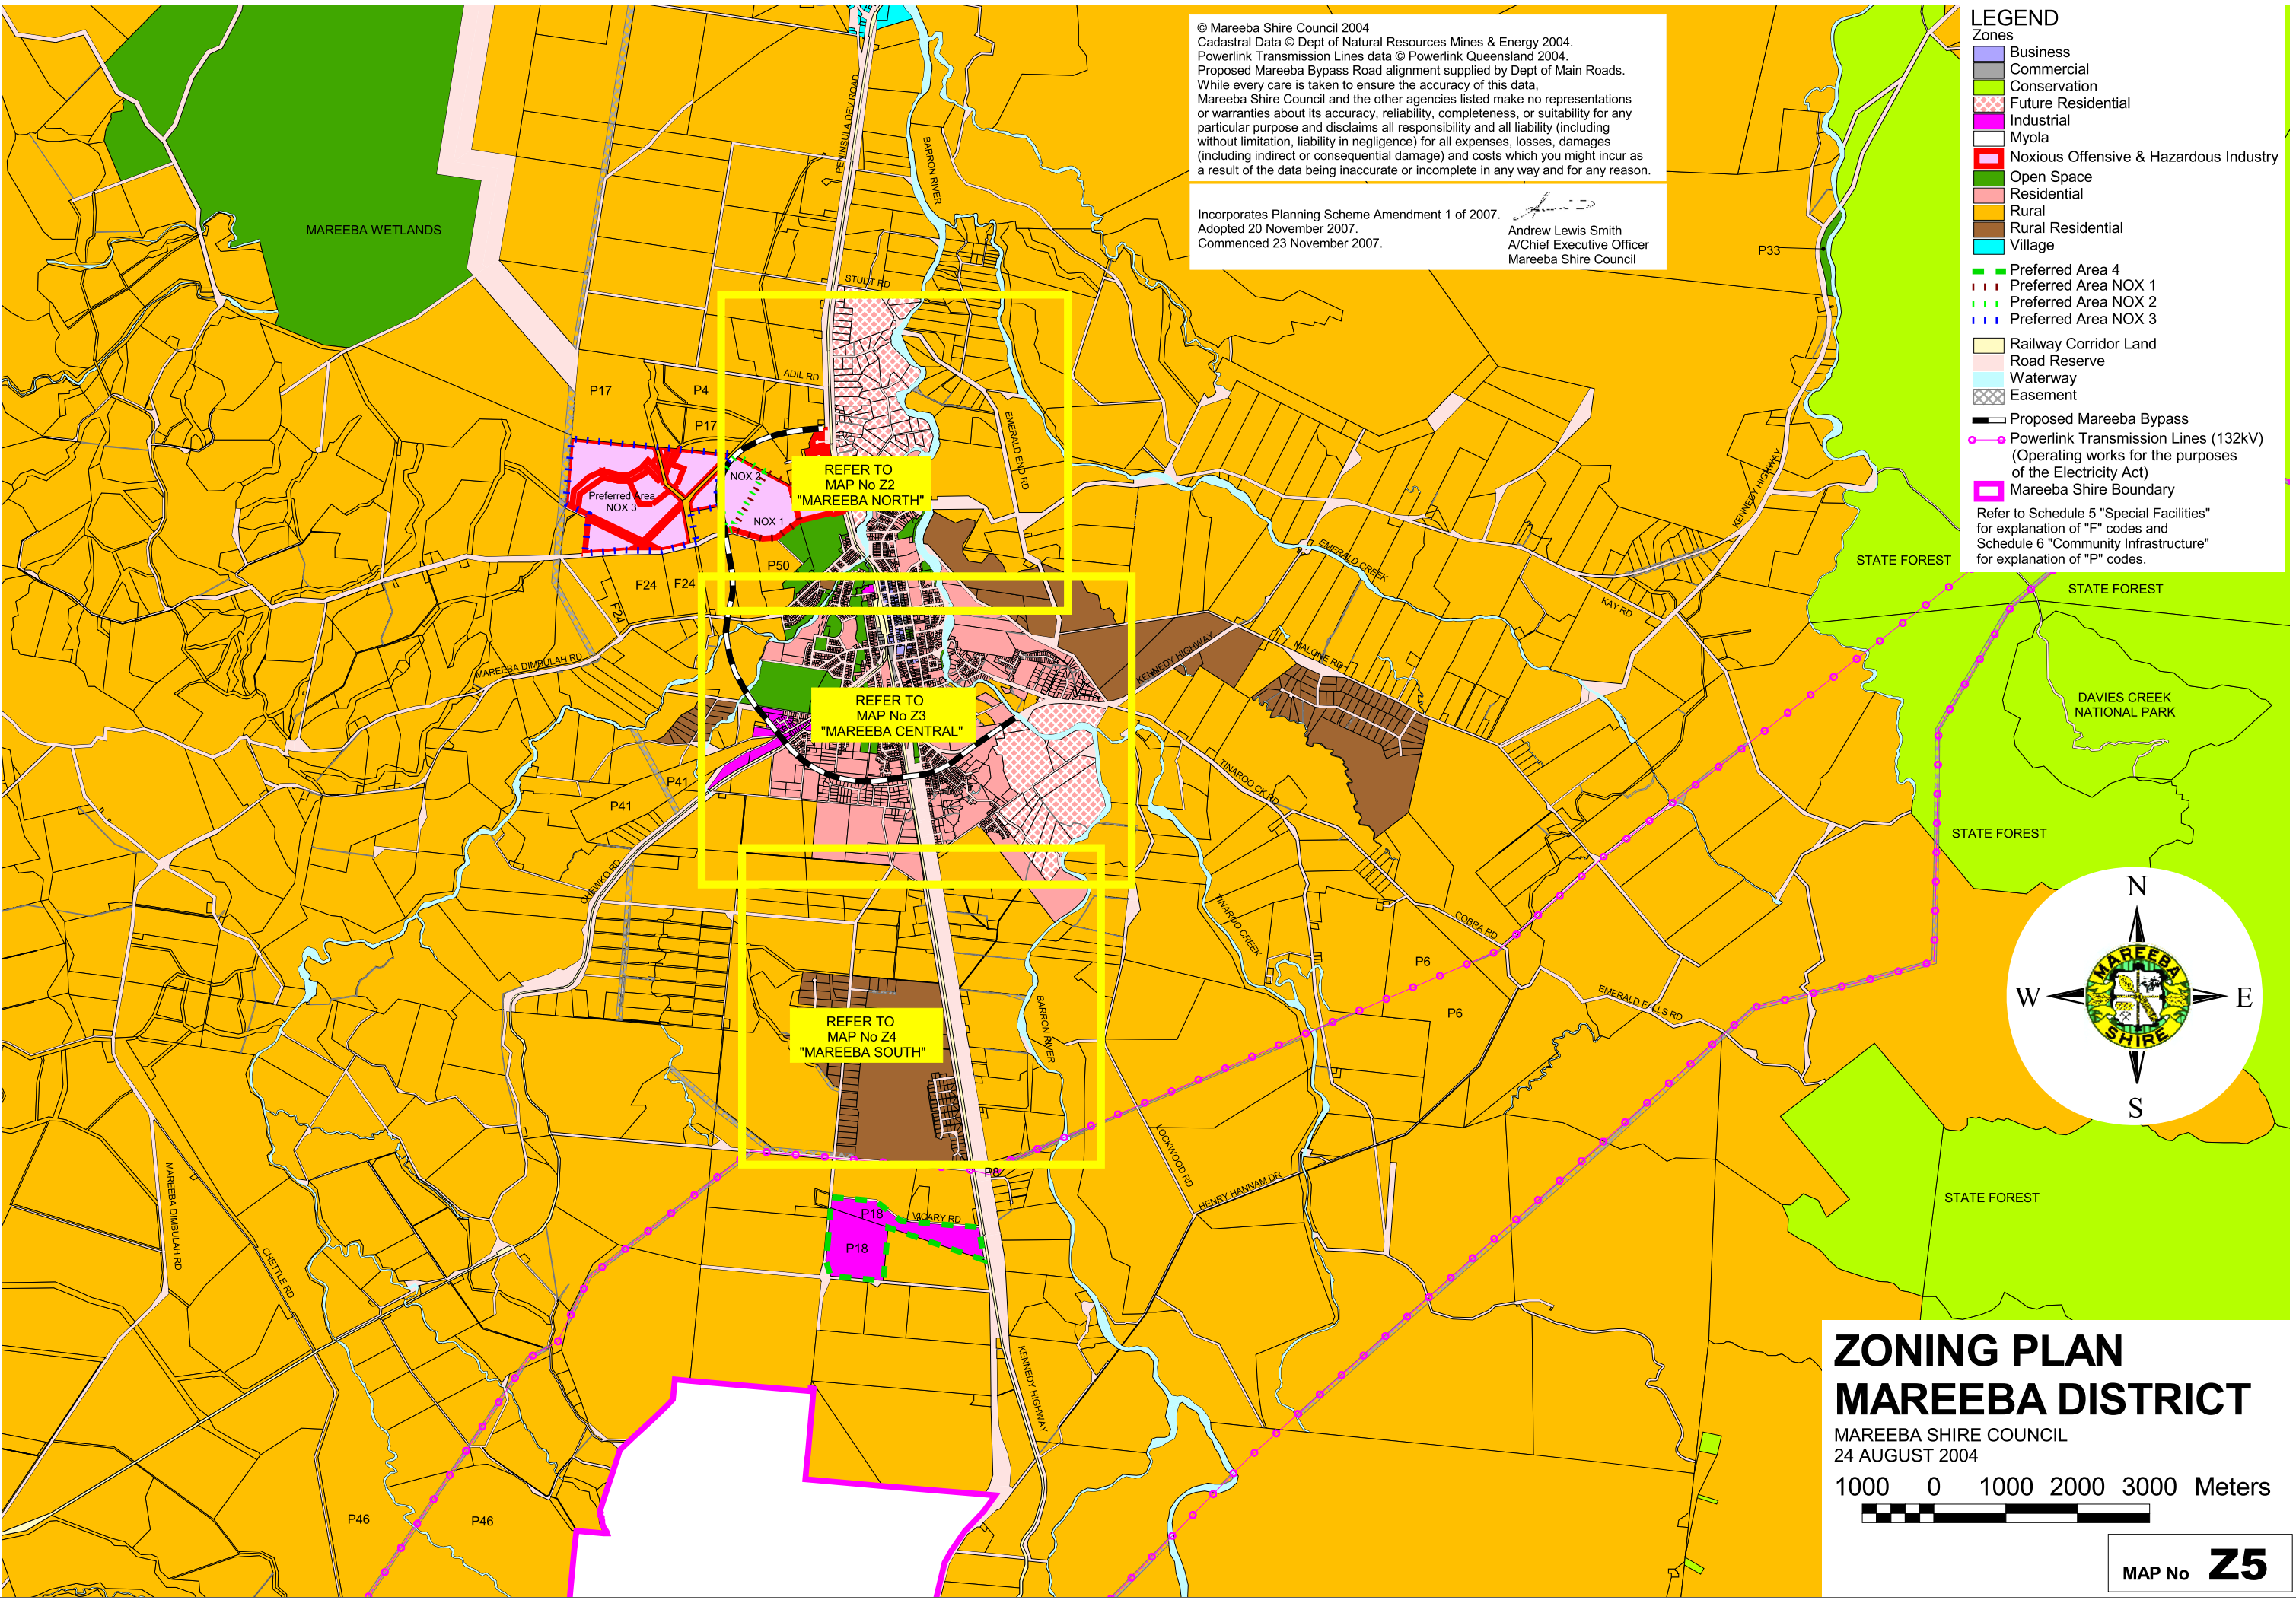 © Mareeba Shire Council 2004
Cadastral Data © Dept of Natural Resources Mines & Energy 2004.
Powerlink Transmission Lines data © Powerlink Queensland 2004.
Proposed Mareeba Bypass Road alignment supplied by Dept of Main Roads.
While every care is taken to ensure the accuracy of this data,
Mareeba Shire Council and the other agencies listed make no representations
or warranties about its accuracy, reliability, completeness, or suitability for any
particular purpose and disclaims all responsibility and all liability (including
without limitation, liability in negligence) for all expenses, losses, damages
(including indirect or consequential damage) and costs which you might incur as
a result of the data being inaccurate or incomplete in any way and for any reason.
Incorporates Planning Scheme Amendment 1 of 2007.
Adopted 20 November 2007.
Commenced 23 November 2007.
Andrew Lewis Smith
A/Chief Executive Officer
Mareeba Shire Council
LEGEND
Zones
Business
Commercial
Conservation
Future Residential
Industrial
Myola
Noxious Offensive & Hazardous Industry
Open Space
Residential
Rural
Rural Residential
Village
Preferred Area 4
Preferred Area NOX 1
Preferred Area NOX 2
Preferred Area NOX 3
Railway Corridor Land
Road Reserve
Waterway
Easement
Proposed Mareeba Bypass
Powerlink Transmission Lines (132kV)
(Operating works for the purposes
of the Electricity Act)
Mareeba Shire Boundary
Refer to Schedule 5 "Special Facilities"
for explanation of "F" codes and
Schedule 6 "Community Infrastructure"
for explanation of "P" codes.
MAREEBA WETLANDS
PENINSULA DEV ROAD
BARRON RIVER
STUDT RD
P33
ADIL RD
P17
P4
P17
EMERALD END RD
KENNEDY HIGHWAY
REFER TO
MAP No Z2
"MAREEBA NORTH"
NOX 2
Preferred Area
NOX 3
NOX 1
P50
F24
F24
F24
EMERALD CREEK
STATE FOREST
STATE FOREST
KAY RD
MALONE RD
KENNEDY HIGHWAY
MAREEBA DIMBULAH RD
DAVIES CREEK
NATIONAL PARK
REFER TO
MAP No Z3
"MAREEBA CENTRAL"
P41
P41
TINAROO CK RD
STATE FOREST
CHEWKO RD
TINAROO CREEK
COBRA RD
P6
P6
EMERALD FALLS RD
BARRON RIVER
REFER TO
MAP No Z4
"MAREEBA SOUTH"
N
W
E
S
MAREEBA
SHIRE
LOCKWOOD RD
HENRY HANNAM DR
P8
MAREEBA DIMBULAH RD
CHETTLE RD
P18
P18
VICARY RD
STATE FOREST
KENNEDY HIGHWAY
P46
P46
ZONING PLAN
MAREEBA DISTRICT
MAREEBA SHIRE COUNCIL
24 AUGUST 2004
1000 0 1000 2000 3000 Meters
MAP No Z5